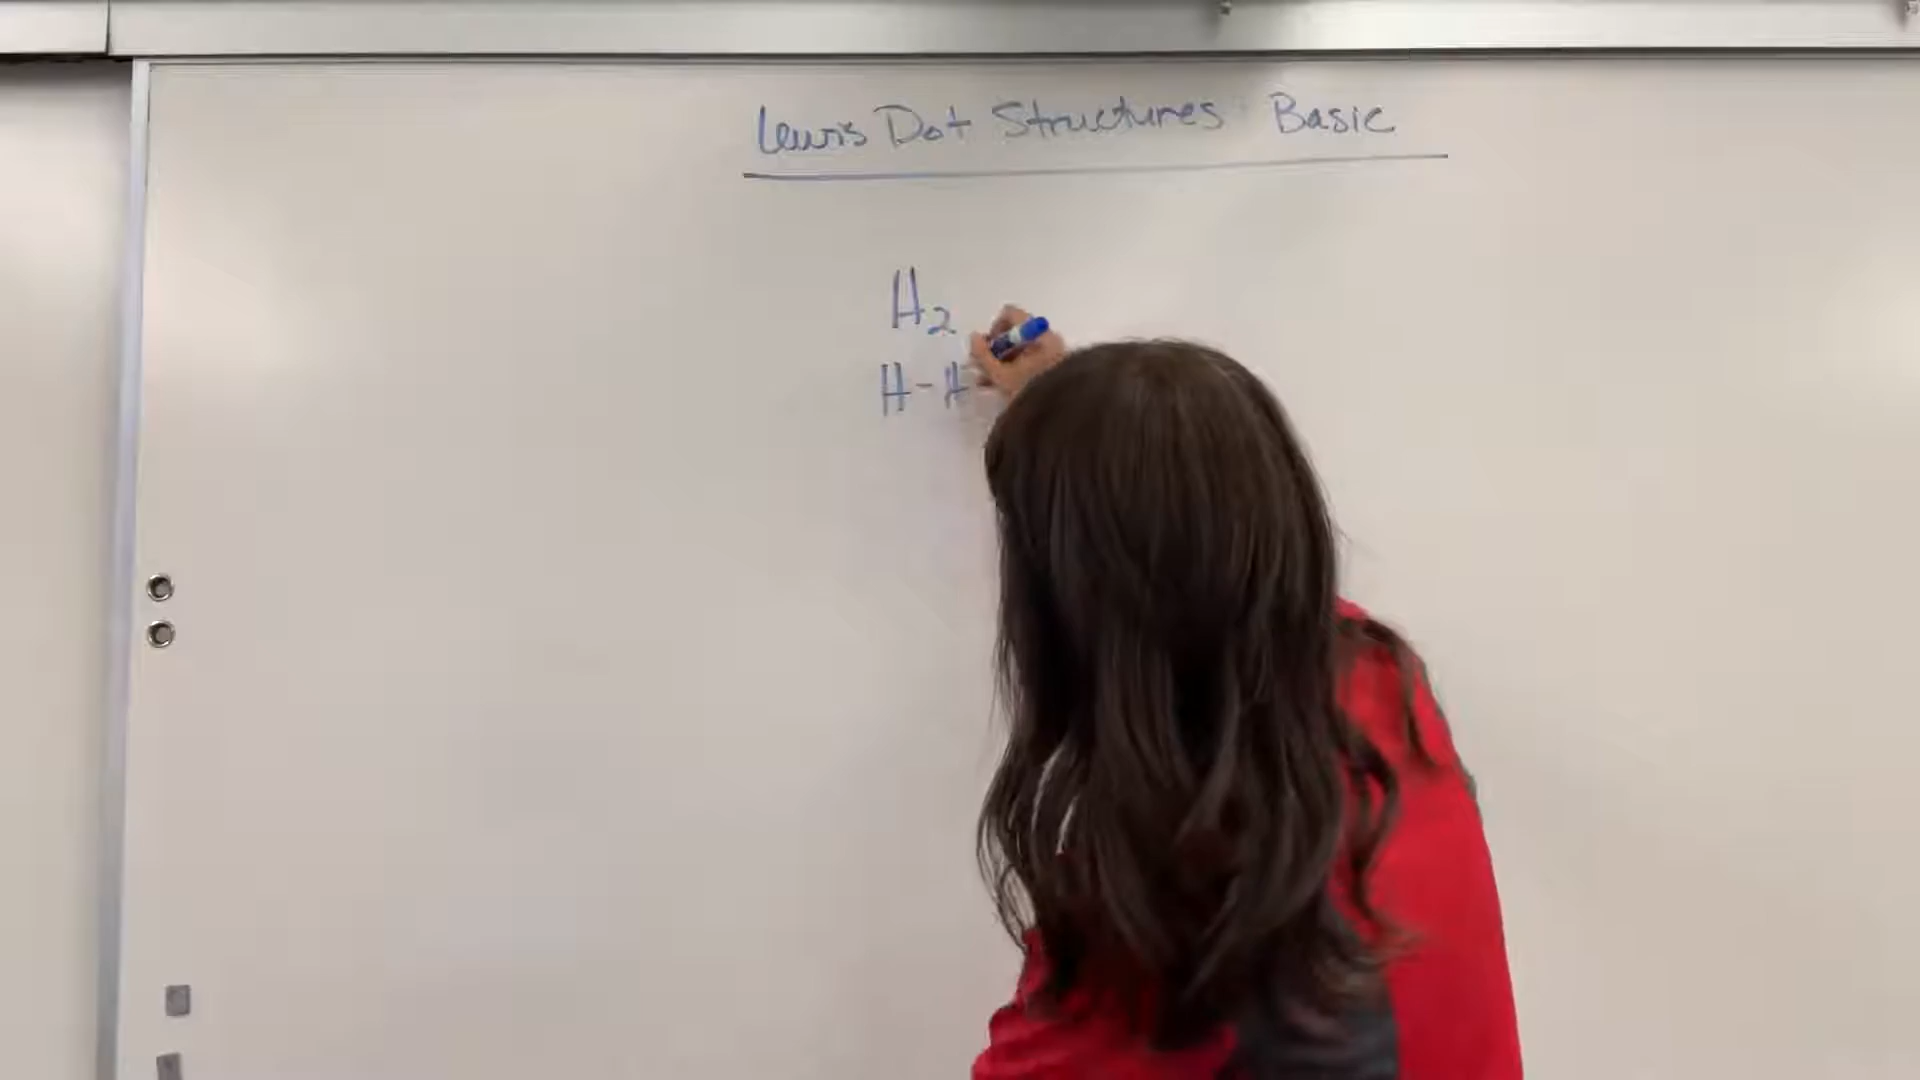 Lewis Dot Structures Basic
H₂
H-H